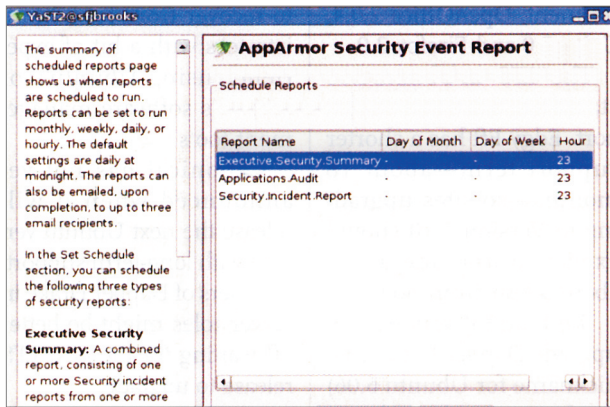 YaST2@sfjbrooks
The summary of
scheduled reports page
shows us when reports
are scheduled to run.
Reports can be set to run
monthly, weekly, daily, or
hourly. The default
settings are daily at
midnight. The reports can
also be emailed, upon
completion, to up to three
email recipients.
In the Set Schedule
section, you can schedule
the following three types
of security reports:
Executive Security
Summary: A combined
report, consisting of one
or more Security incident
reports from one or more
AppArmor Security Event Report
Schedule Reports
Report Name Day of Month Day of Week Hour
Executive.Security.Summary - - 23
Applications.Audit - - 23
Security.Incident.Report - - 23